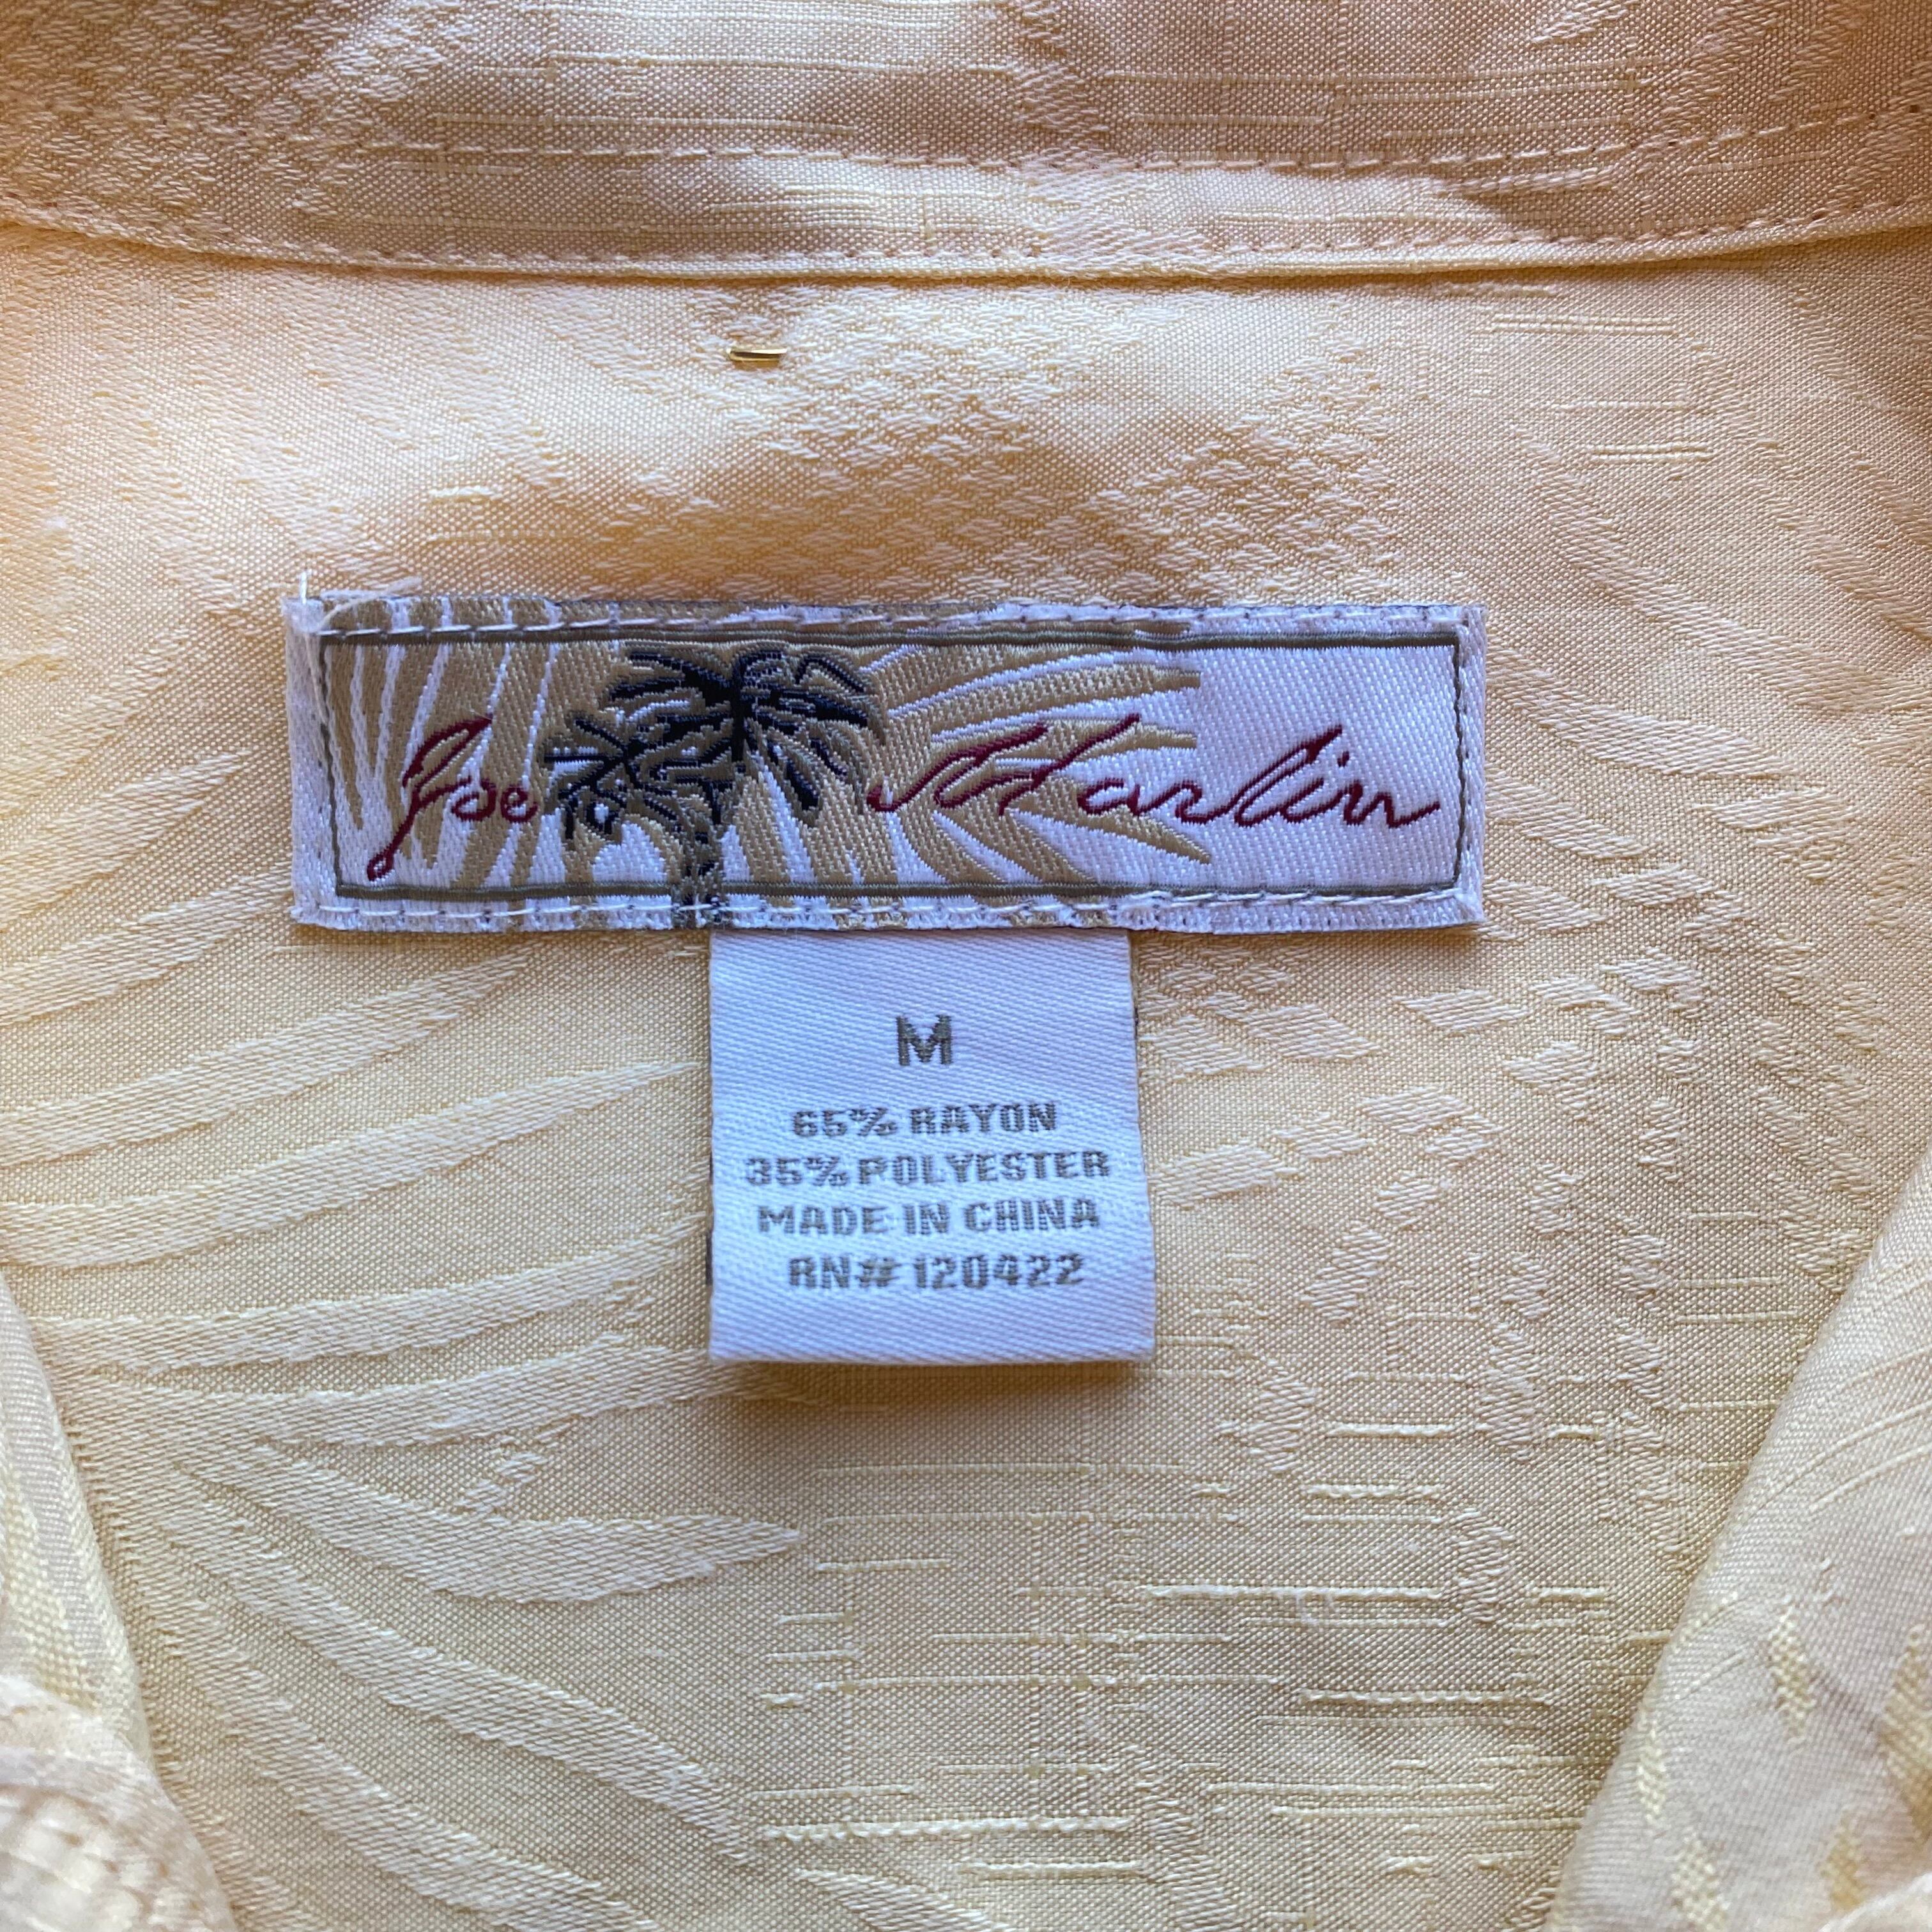 Joe Marlin
M
65% RAYON
35% POLYESTER
MADE IN CHINA
RN# 120422